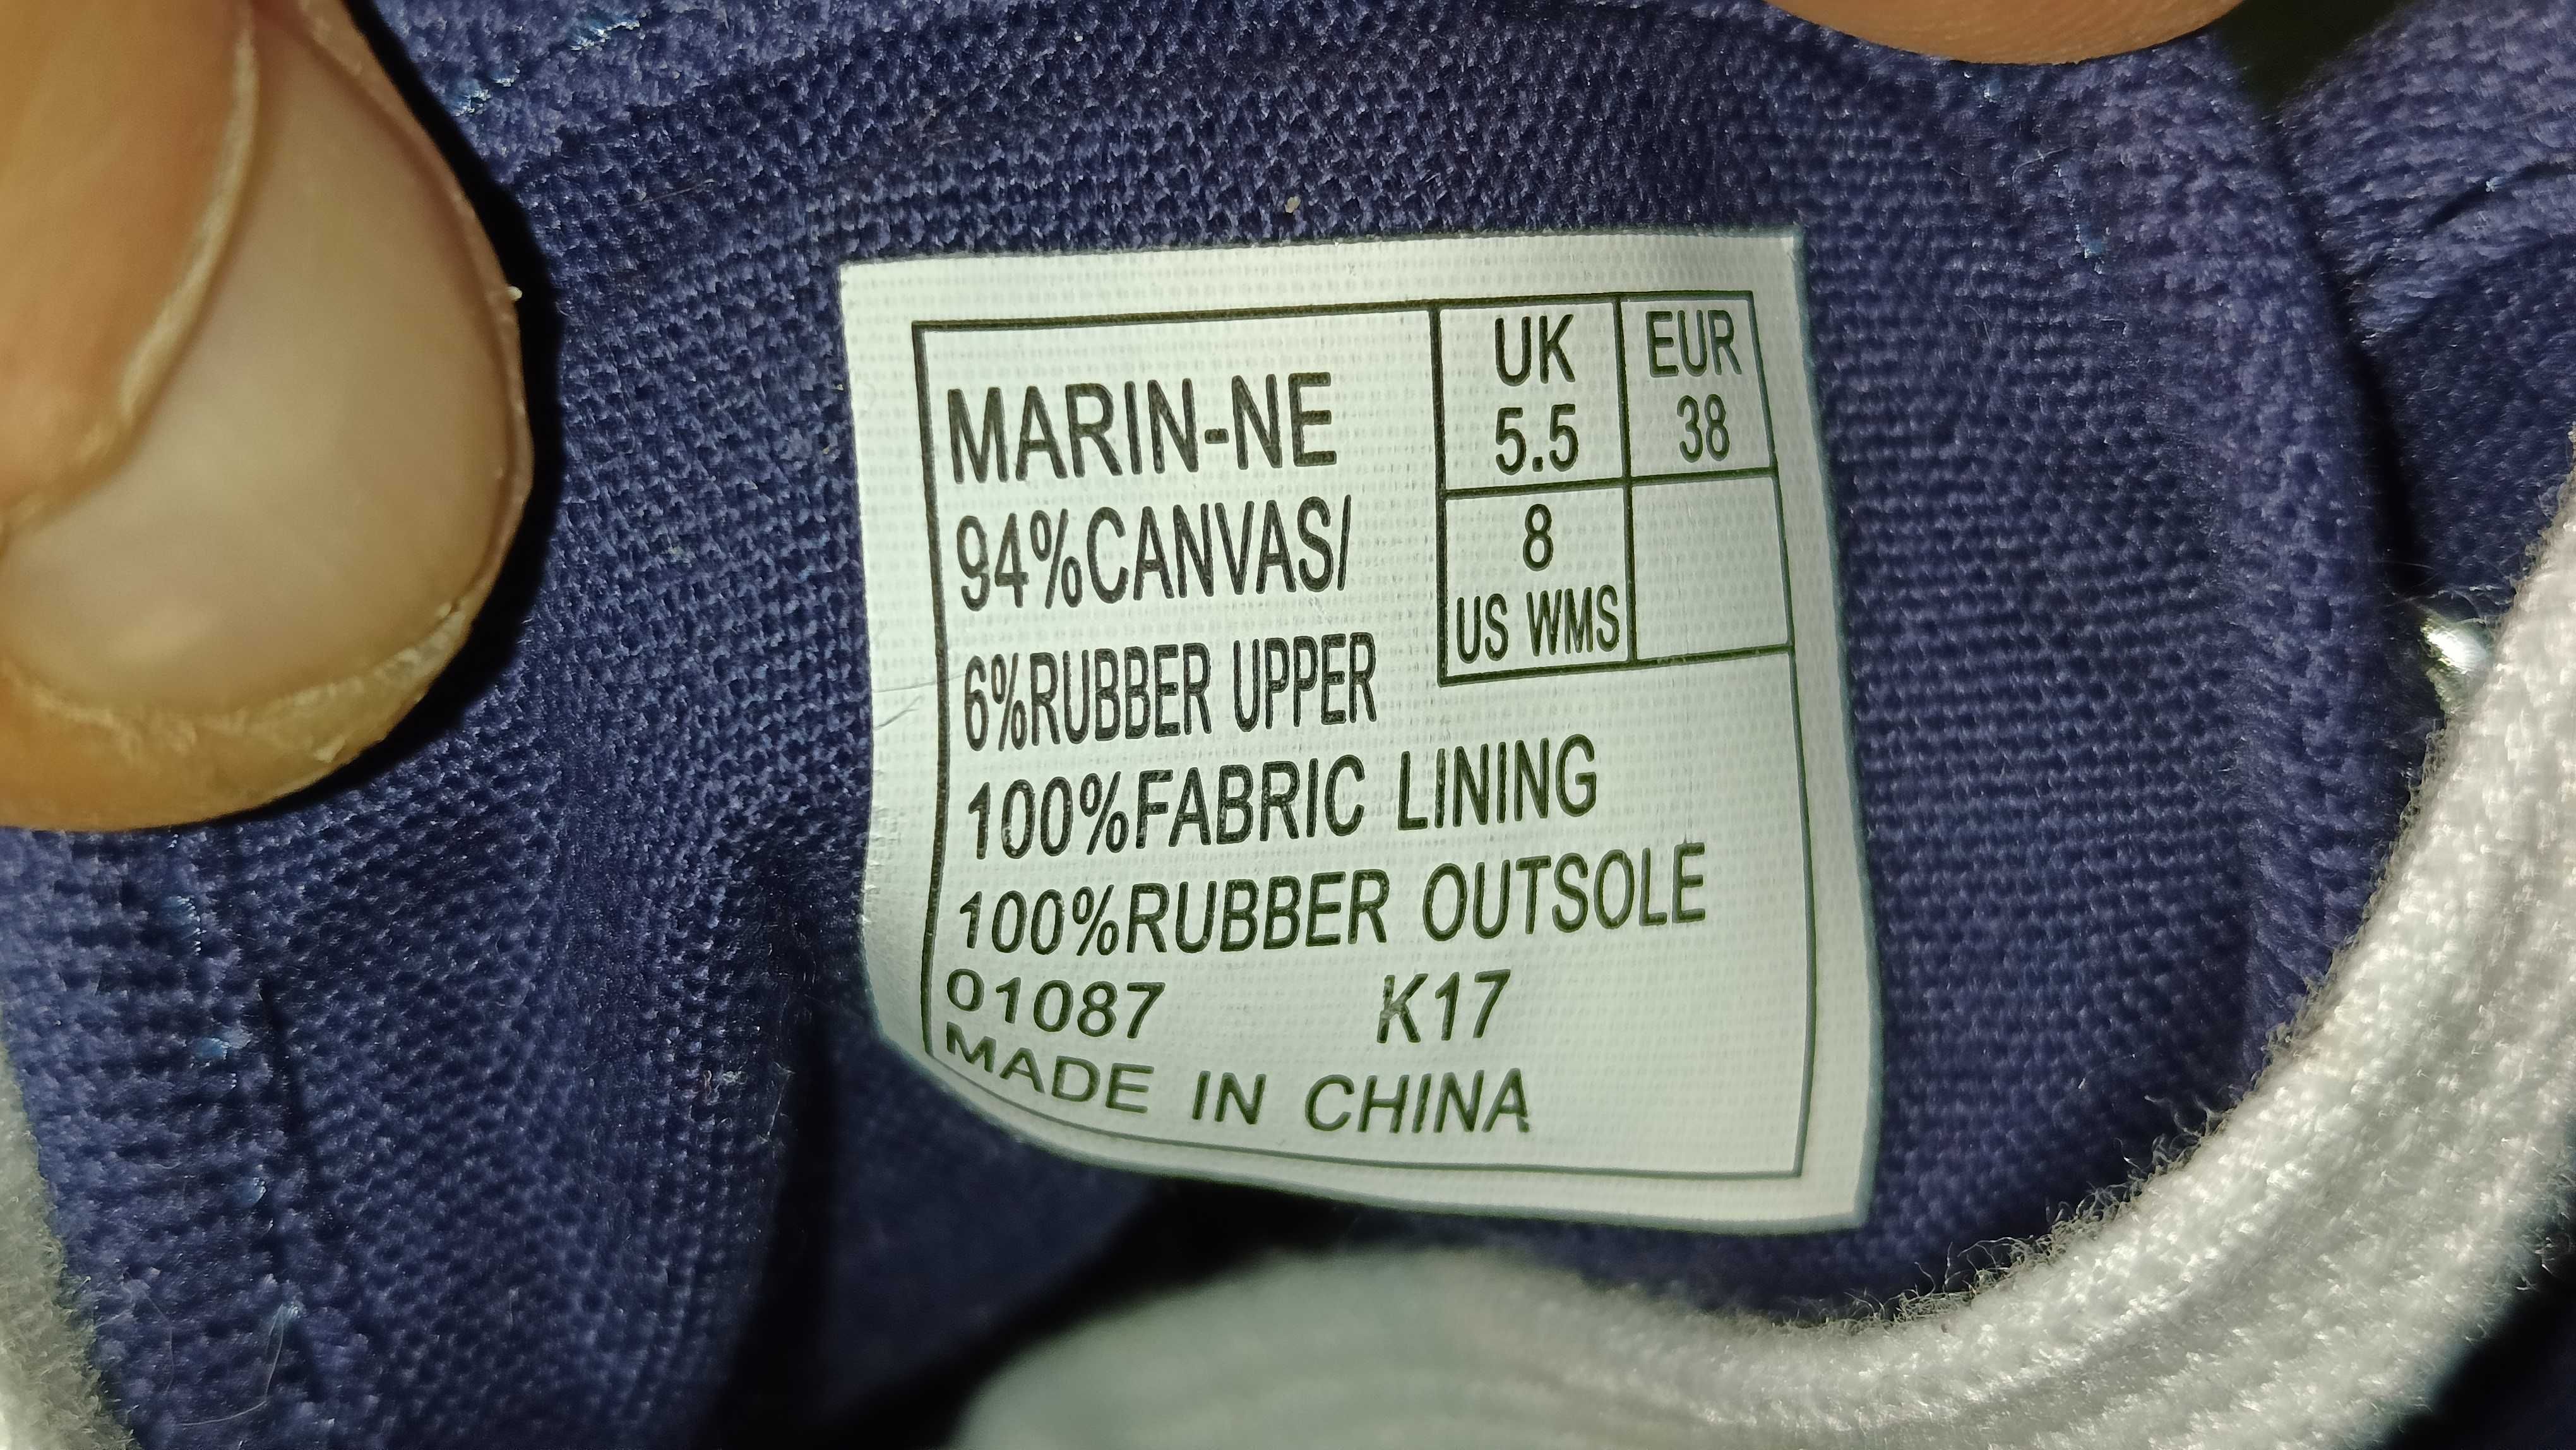 MARIN-NE
94%CANVAS/
6%RUBBER UPPER
UK EUR
5.5 38
8
US WMS
100%FABRIC LINING
100%RUBBER OUTSOLE
01087 K17
MADE IN CHINA